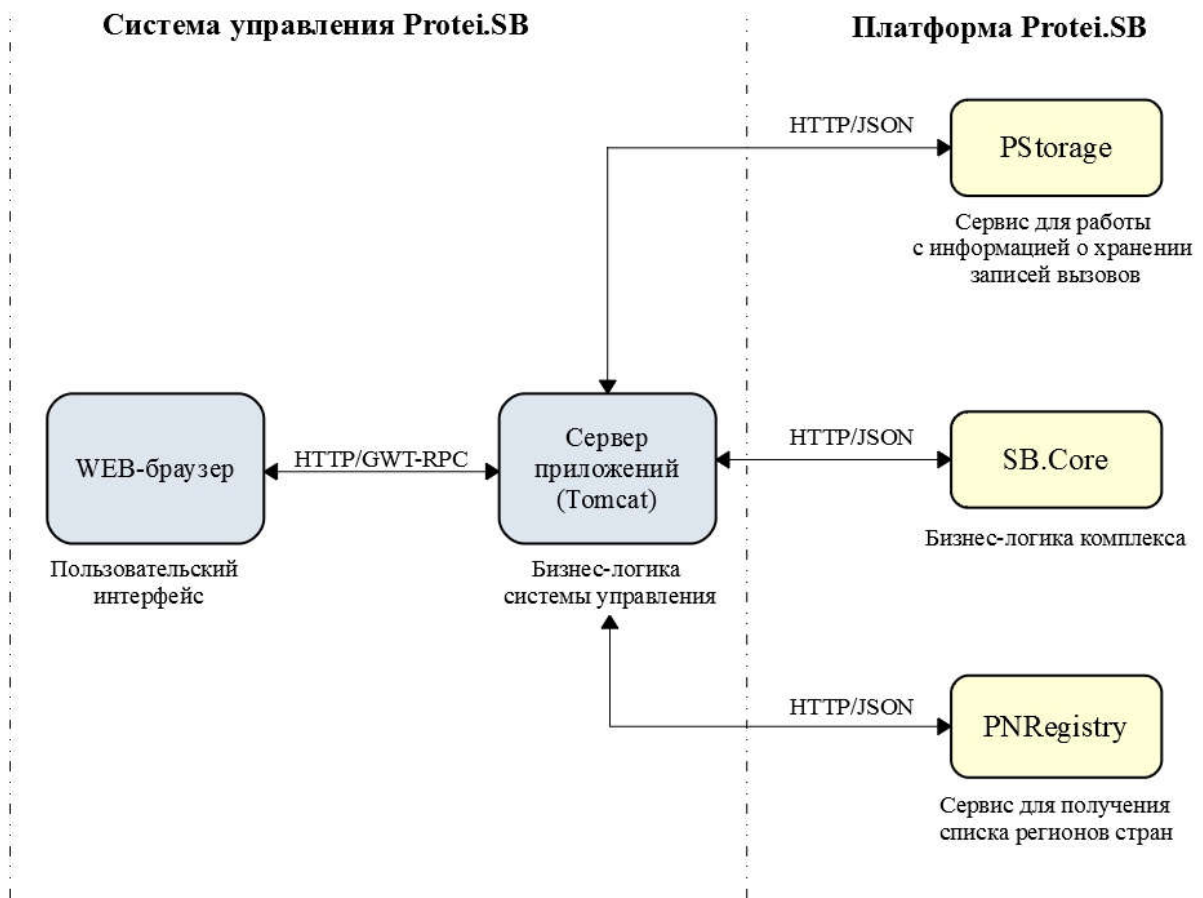 Система управления Protei.SB
Платформа Protei.SB
HTTP/JSON
PStorage
Сервис для работы
с информацией о хранении
записей вызовов
WEB-браузер
HTTP/GWT-RPC
Сервер
приложений
(Tomcat)
HTTP/JSON
SB.Core
Пользовательский
интерфейс
Бизнес-логика
системы управления
Бизнес-логика комплекса
HTTP/JSON
PNRegistry
Сервис для получения
списка регионов стран